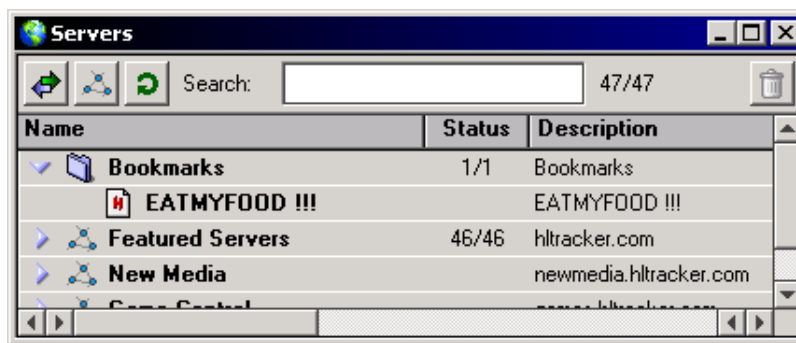 Servers
Search: 47/47
Name Status Description
Bookmarks 1/1 Bookmarks
EATMYFOOD !!! EATMYFOOD !!!
Featured Servers 46/46 hltracker.com
New Media newmedia.hltracker.com